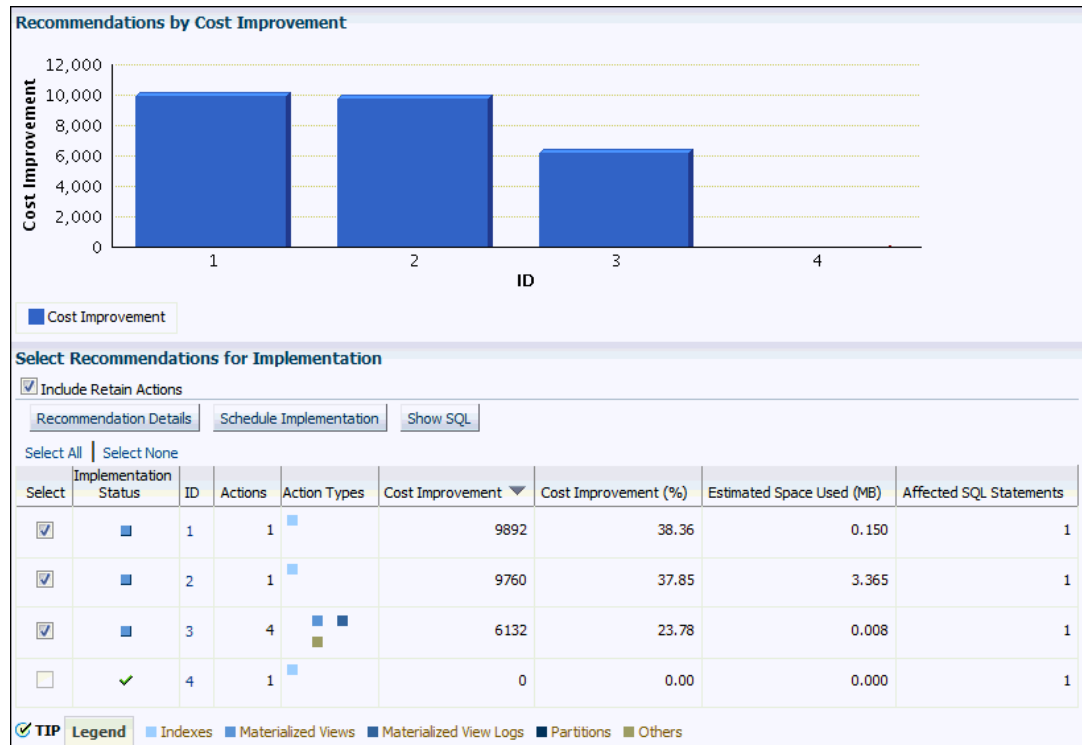 Recommendations by Cost Improvement
12,000
10,000
8,000
6,000
4,000
2,000
0
Cost Improvement
1 2 3 4
ID
Cost Improvement
Select Recommendations for Implementation
Include Retain Actions
Recommendation Details Schedule Implementation Show SQL
Select All | Select None
Select Implementation Status ID Actions Action Types Cost Improvement Cost Improvement (%) Estimated Space Used (MB) Affected SQL Statements
1 1 9892 38.36 0.150 1
2 1 9760 37.85 3.365 1
3 4 6132 23.78 0.008 1
4 1 0 0.00 0.000 1
TIP Legend Indexes Materialized Views Materialized View Logs Partitions Others